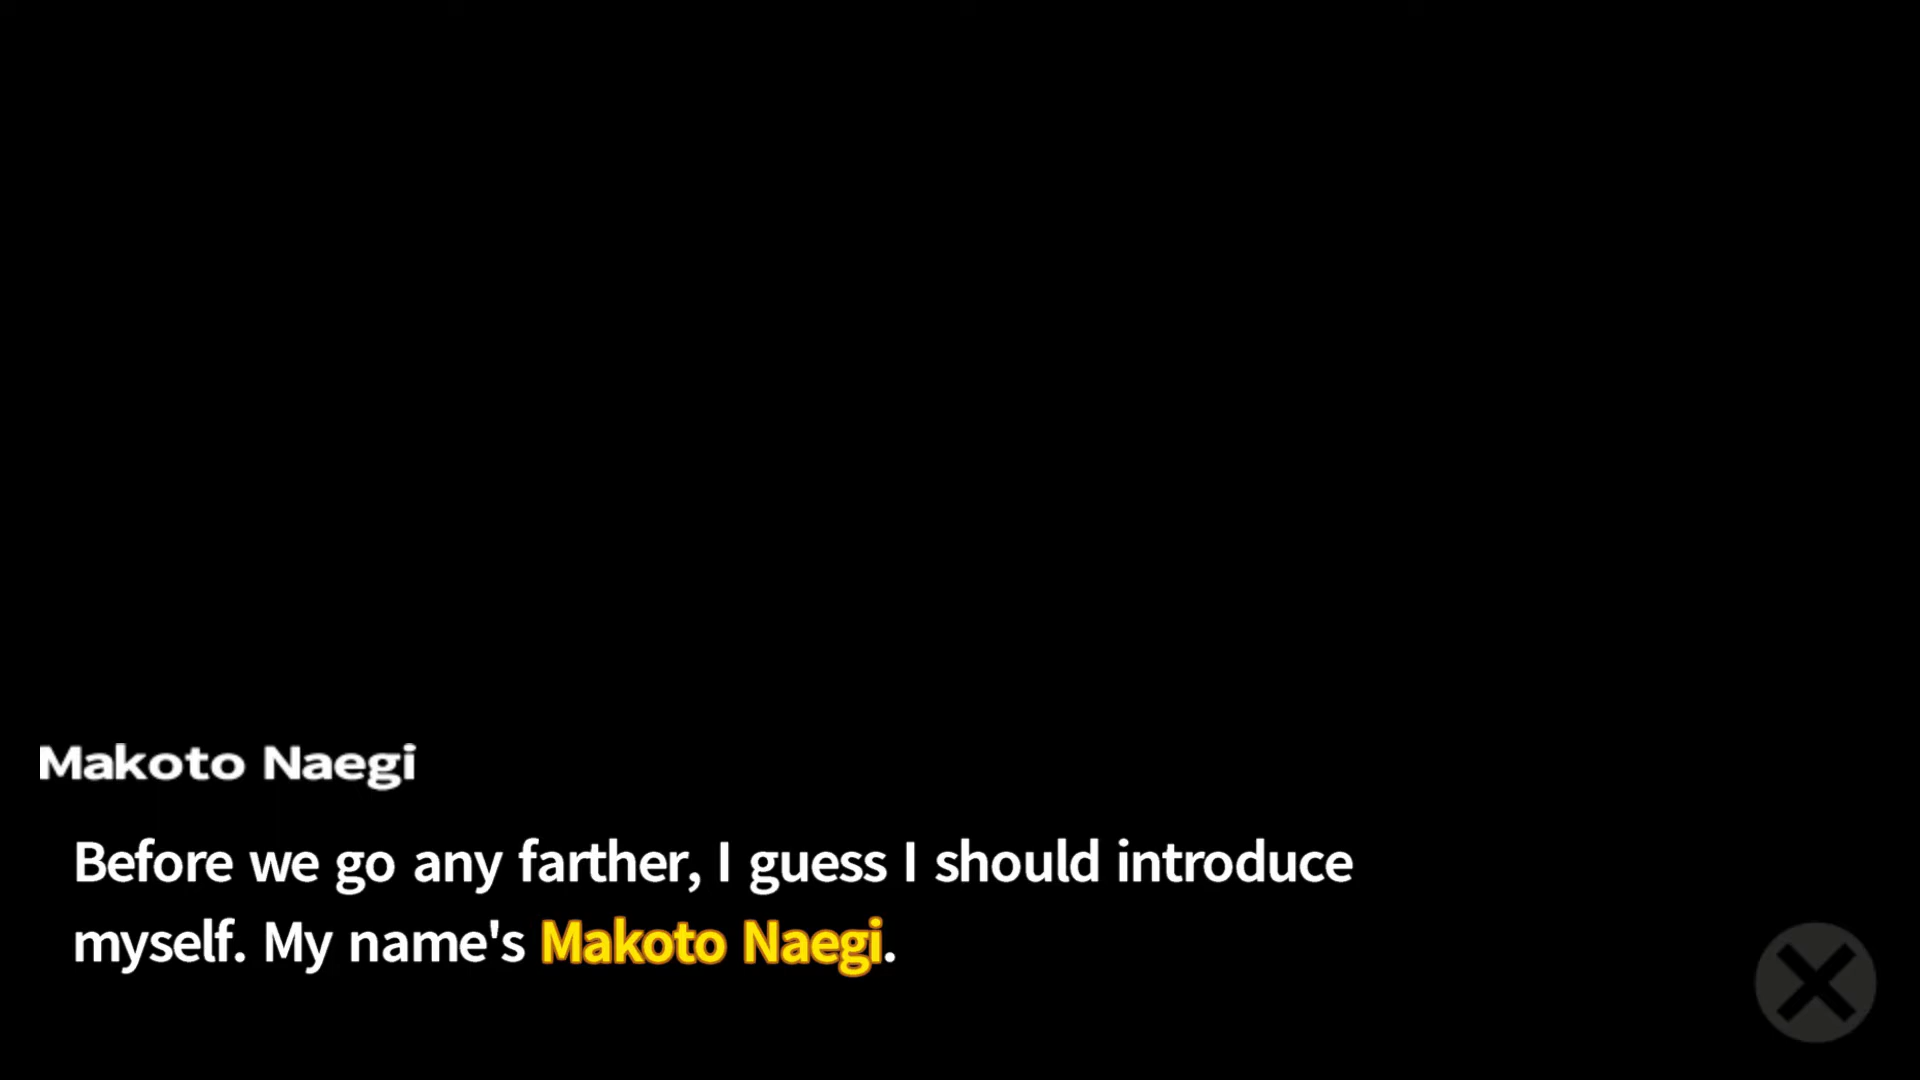 Makoto Naegi
Before we go any farther, I guess I should introduce
myself. My name's Makoto Naegi.